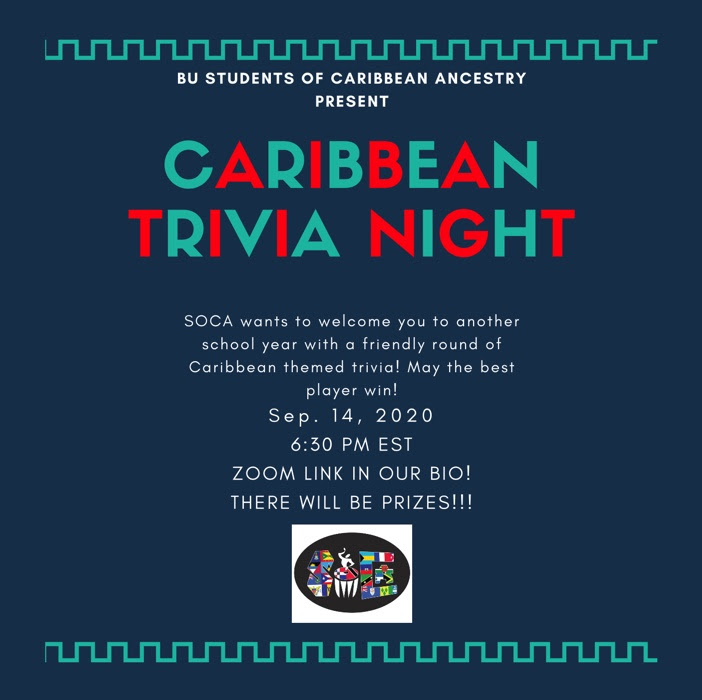 BU STUDENTS OF CARIBBEAN ANCESTRY
PRESENT
CARIBBEAN
TRIVIA NIGHT
SOCA wants to welcome you to another
school year with a friendly round of
Caribbean themed trivia! May the best
player win!
Sep. 14, 2020
6:30 PM EST
ZOOM LINK IN OUR BIO!
THERE WILL BE PRIZES!!!